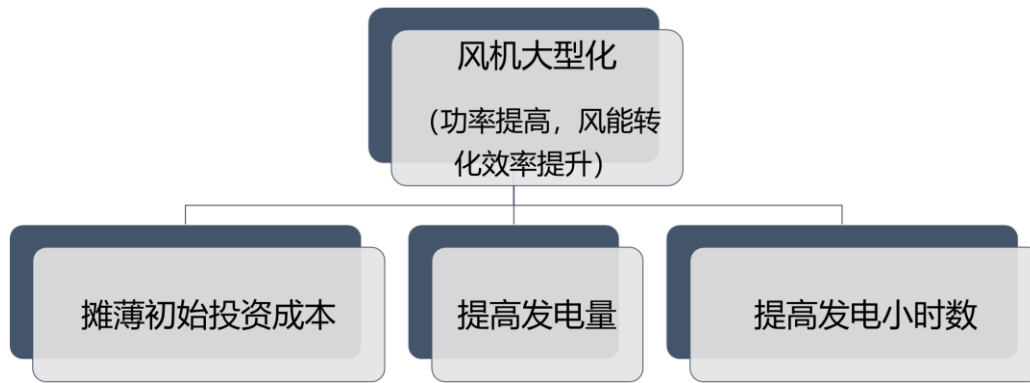 风机大型化
（功率提高，风能转
化效率提升）
摊薄初始投资成本
提高发电量
提高发电小时数